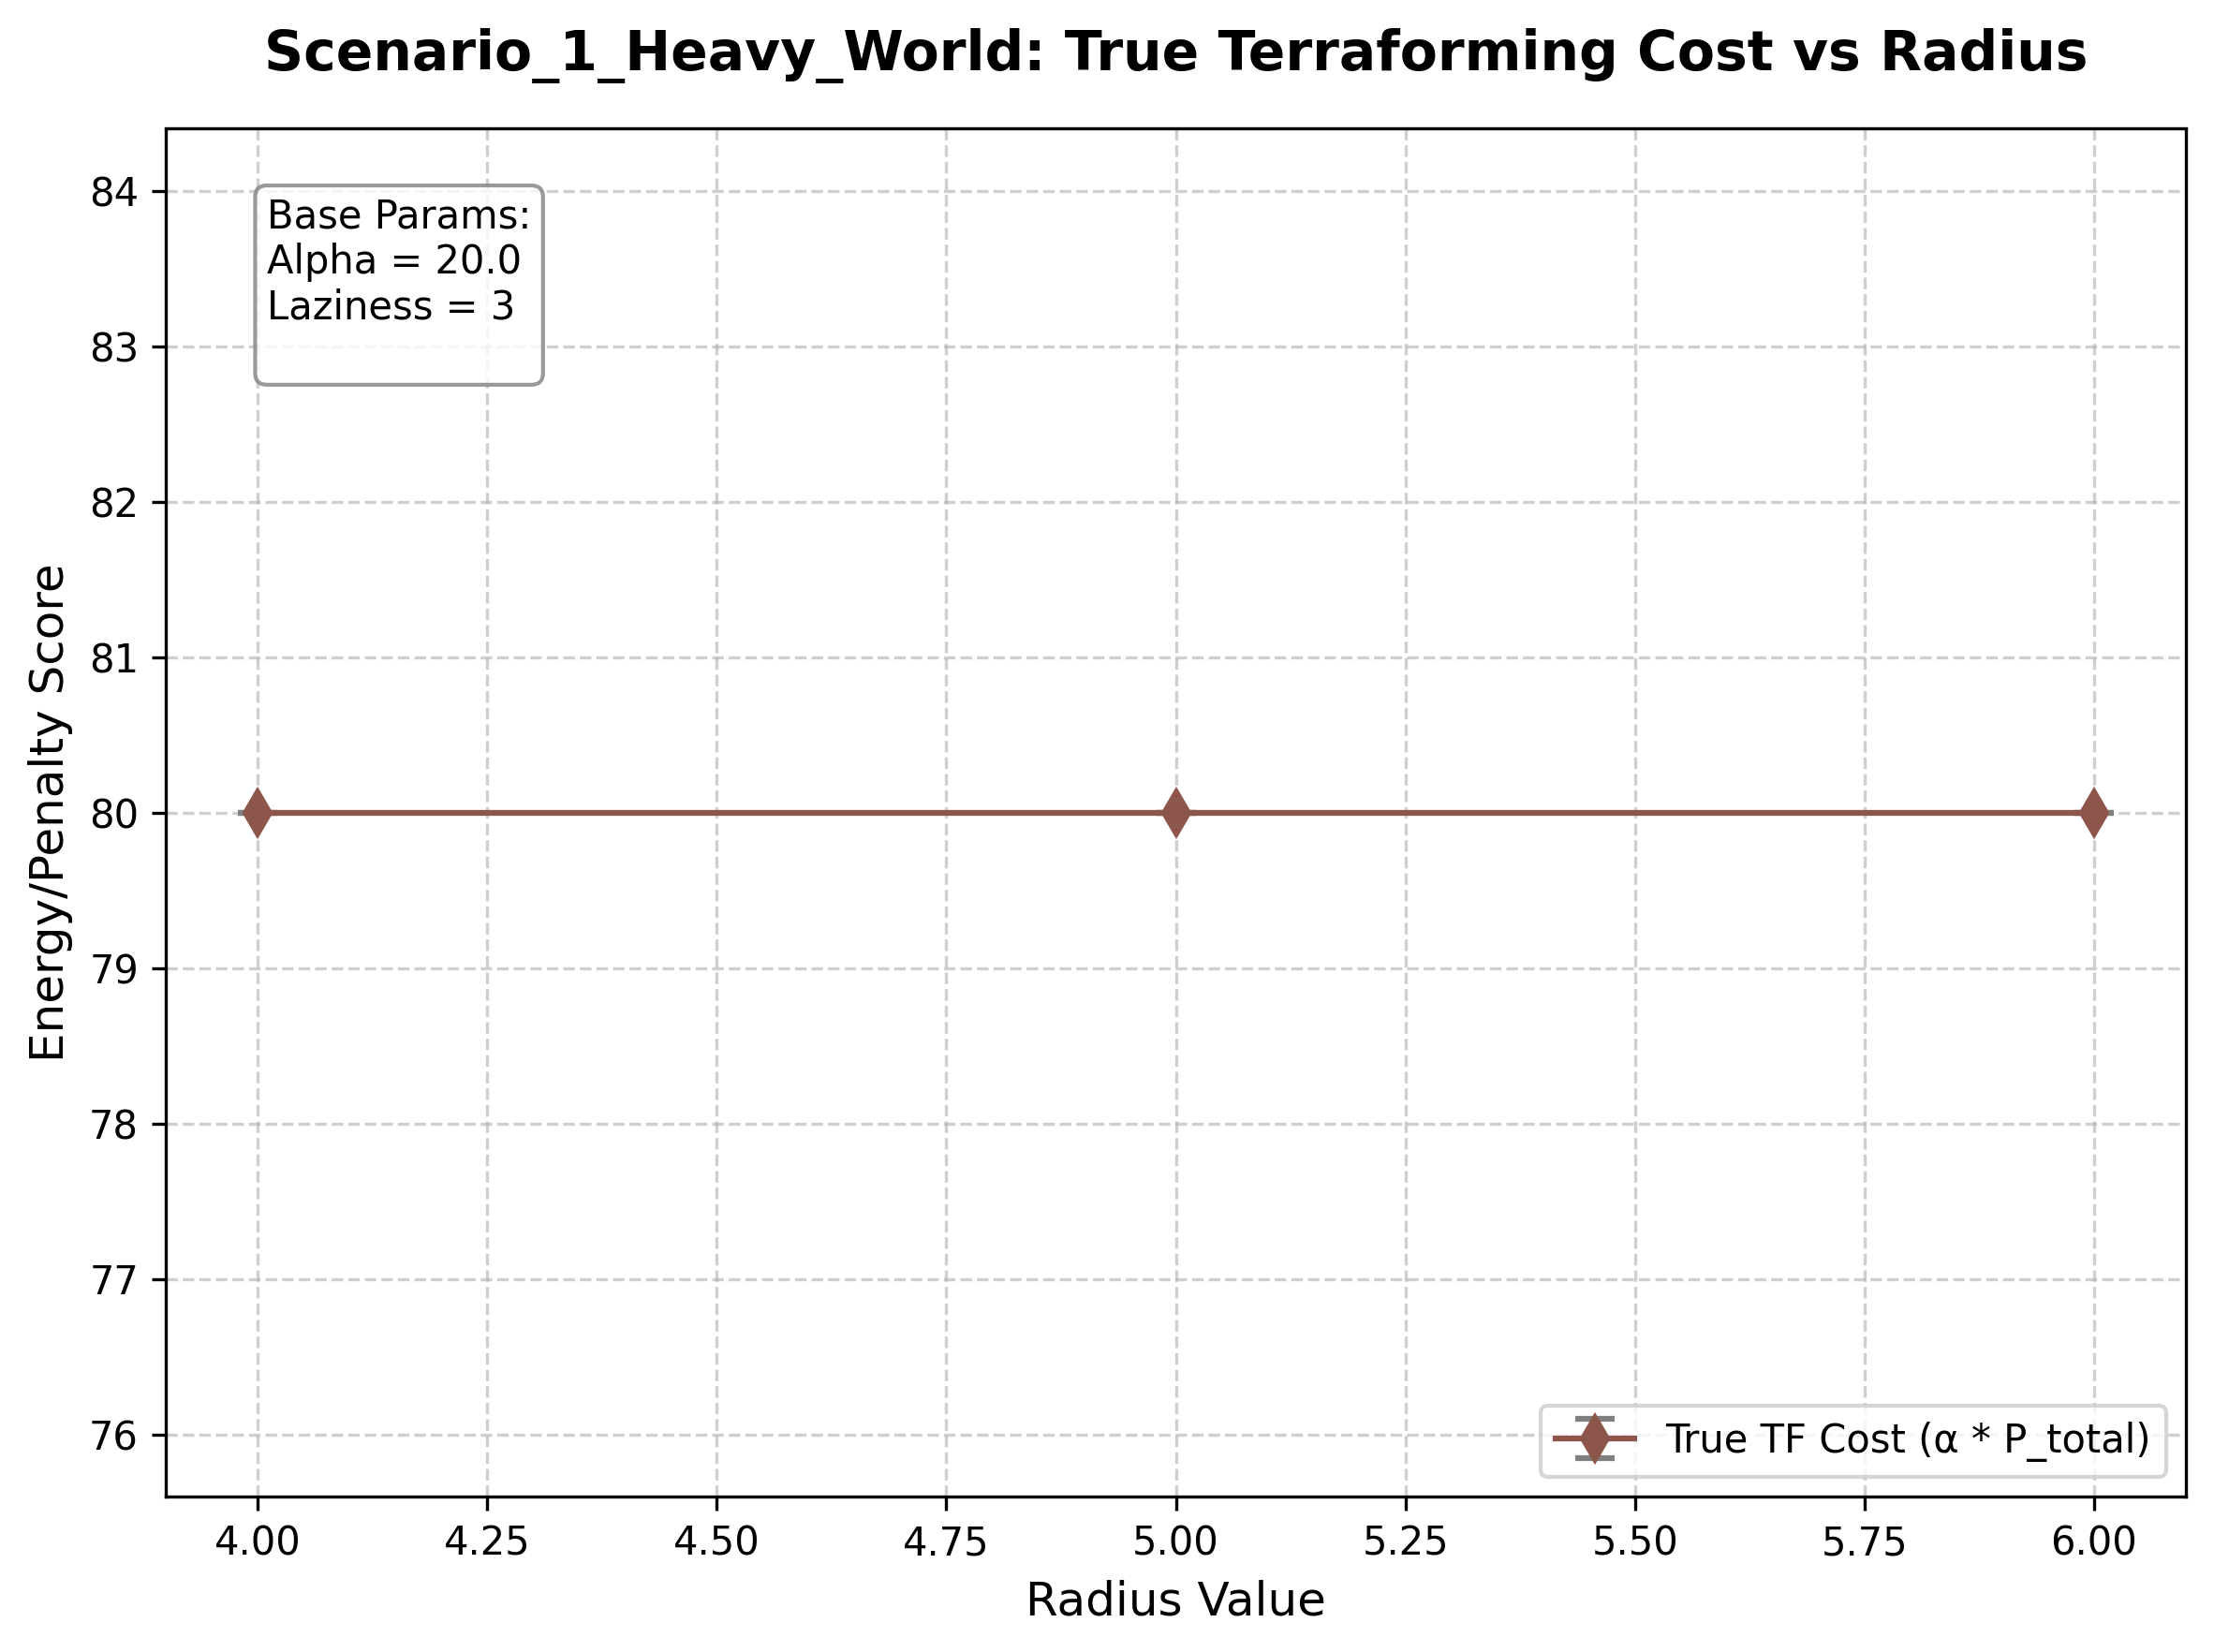 Scenario_1_Heavy_World: True Terraforming Cost vs Radius
Base Params:
Alpha = 20.0
Laziness = 3
84
83
82
81
80
79
78
77
76
Energy/Penalty Score
True TF Cost (α * P_total)
4.00 4.25 4.50 4.75 5.00 5.25 5.50 5.75 6.00
Radius Value